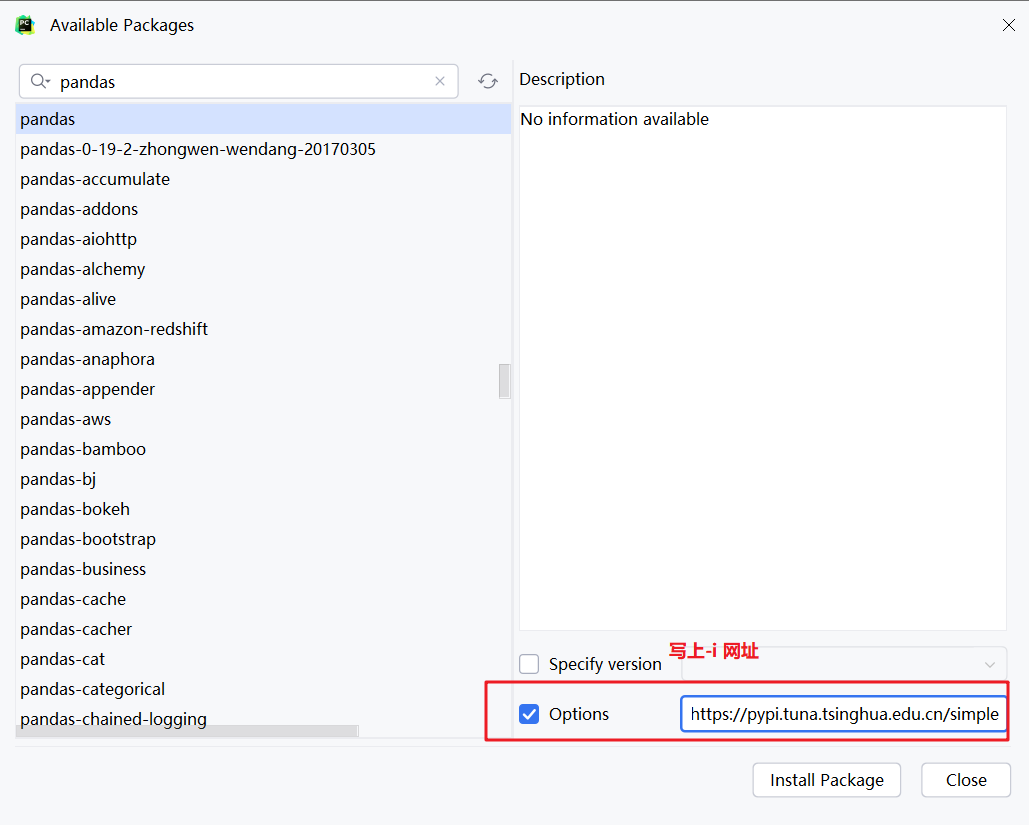 PC
Available Packages
pandas
Description
pandas
No information available
pandas-0-19-2-zhongwen-wendang-20170305
pandas-accumulate
pandas-addons
pandas-aiohttp
pandas-alchemy
pandas-alive
pandas-amazon-redshift
pandas-anaphora
pandas-appender
pandas-aws
pandas-bamboo
pandas-bj
pandas-bokeh
pandas-bootstrap
pandas-business
pandas-cache
pandas-cacher
pandas-cat
pandas-categorical
pandas-chained-logging
写上-i 网址
Specify version
Options
https://pypi.tuna.tsinghua.edu.cn/simple
Install Package
Close